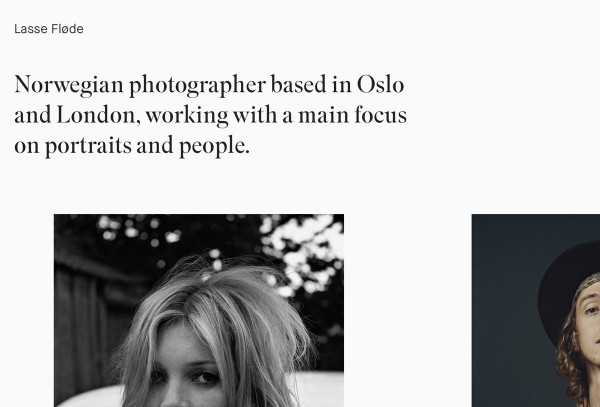 Lasse Fløde
Norwegian photographer based in Oslo
and London, working with a main focus
on portraits and people.